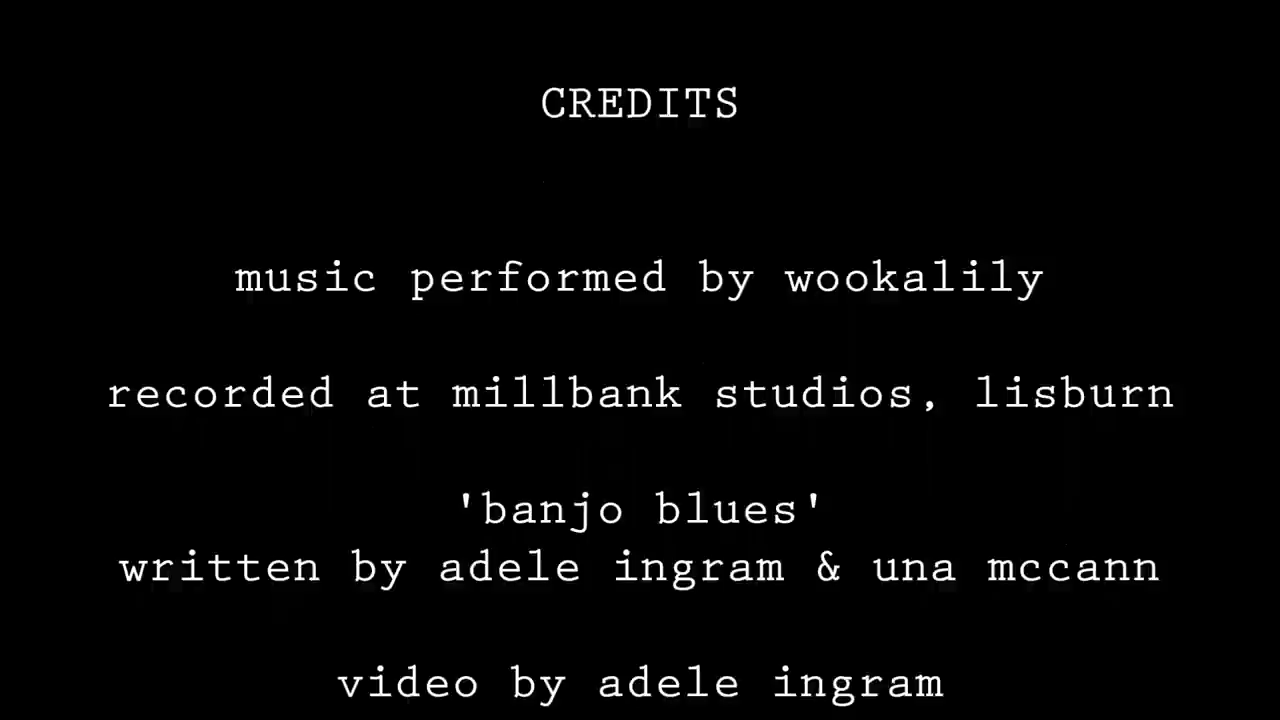 CREDITS
music performed by wookalily
recorded at millbank studios, lisburn
'banjo blues'
written by adele ingram & una mccann
video by adele ingram